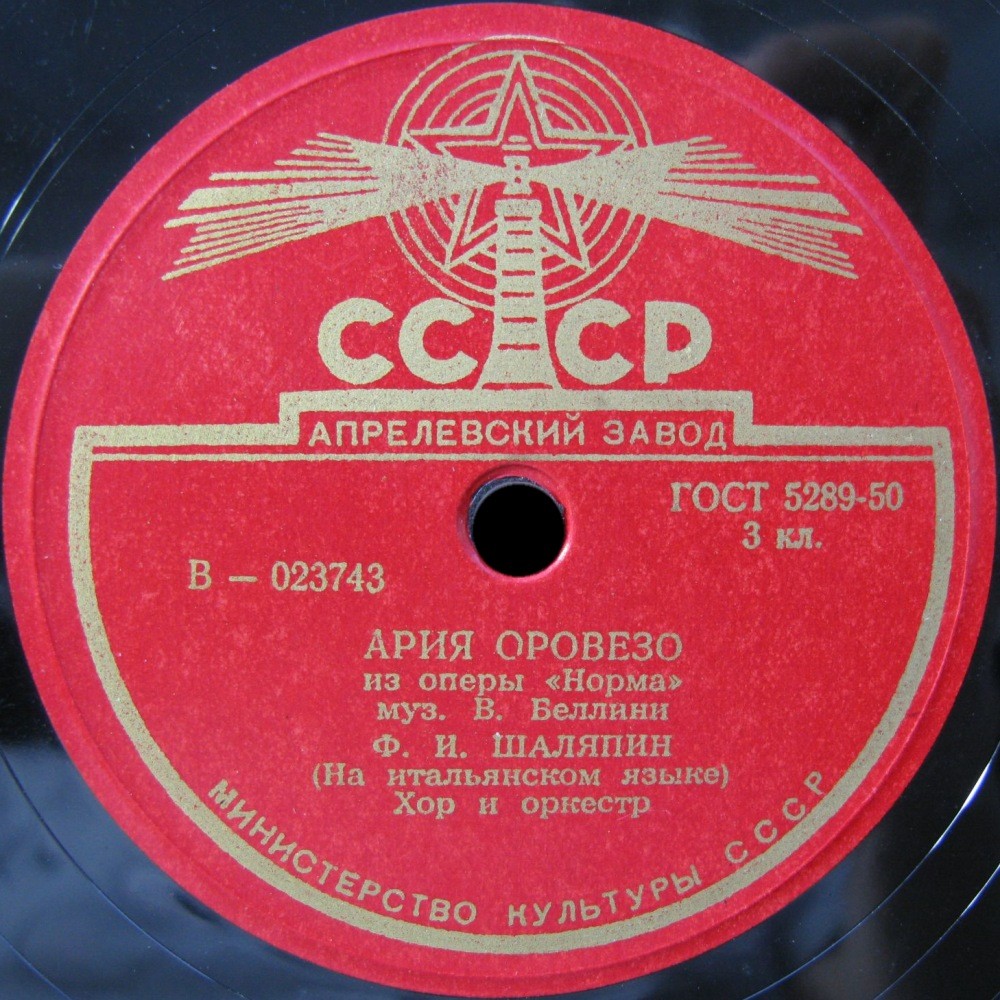 СССР
АПРЕЛЕВСКИЙ ЗАВОД
ГОСТ 5289-50
3 кл.
В — 023743
АРИЯ ОРОВЕЗО
из оперы «Норма»
муз. В. Беллини
Ф. И. ШАЛЯПИН
(На итальянском языке)
Хор и оркестр
МИНИСТЕРСТВО КУЛЬТУРЫ СССР